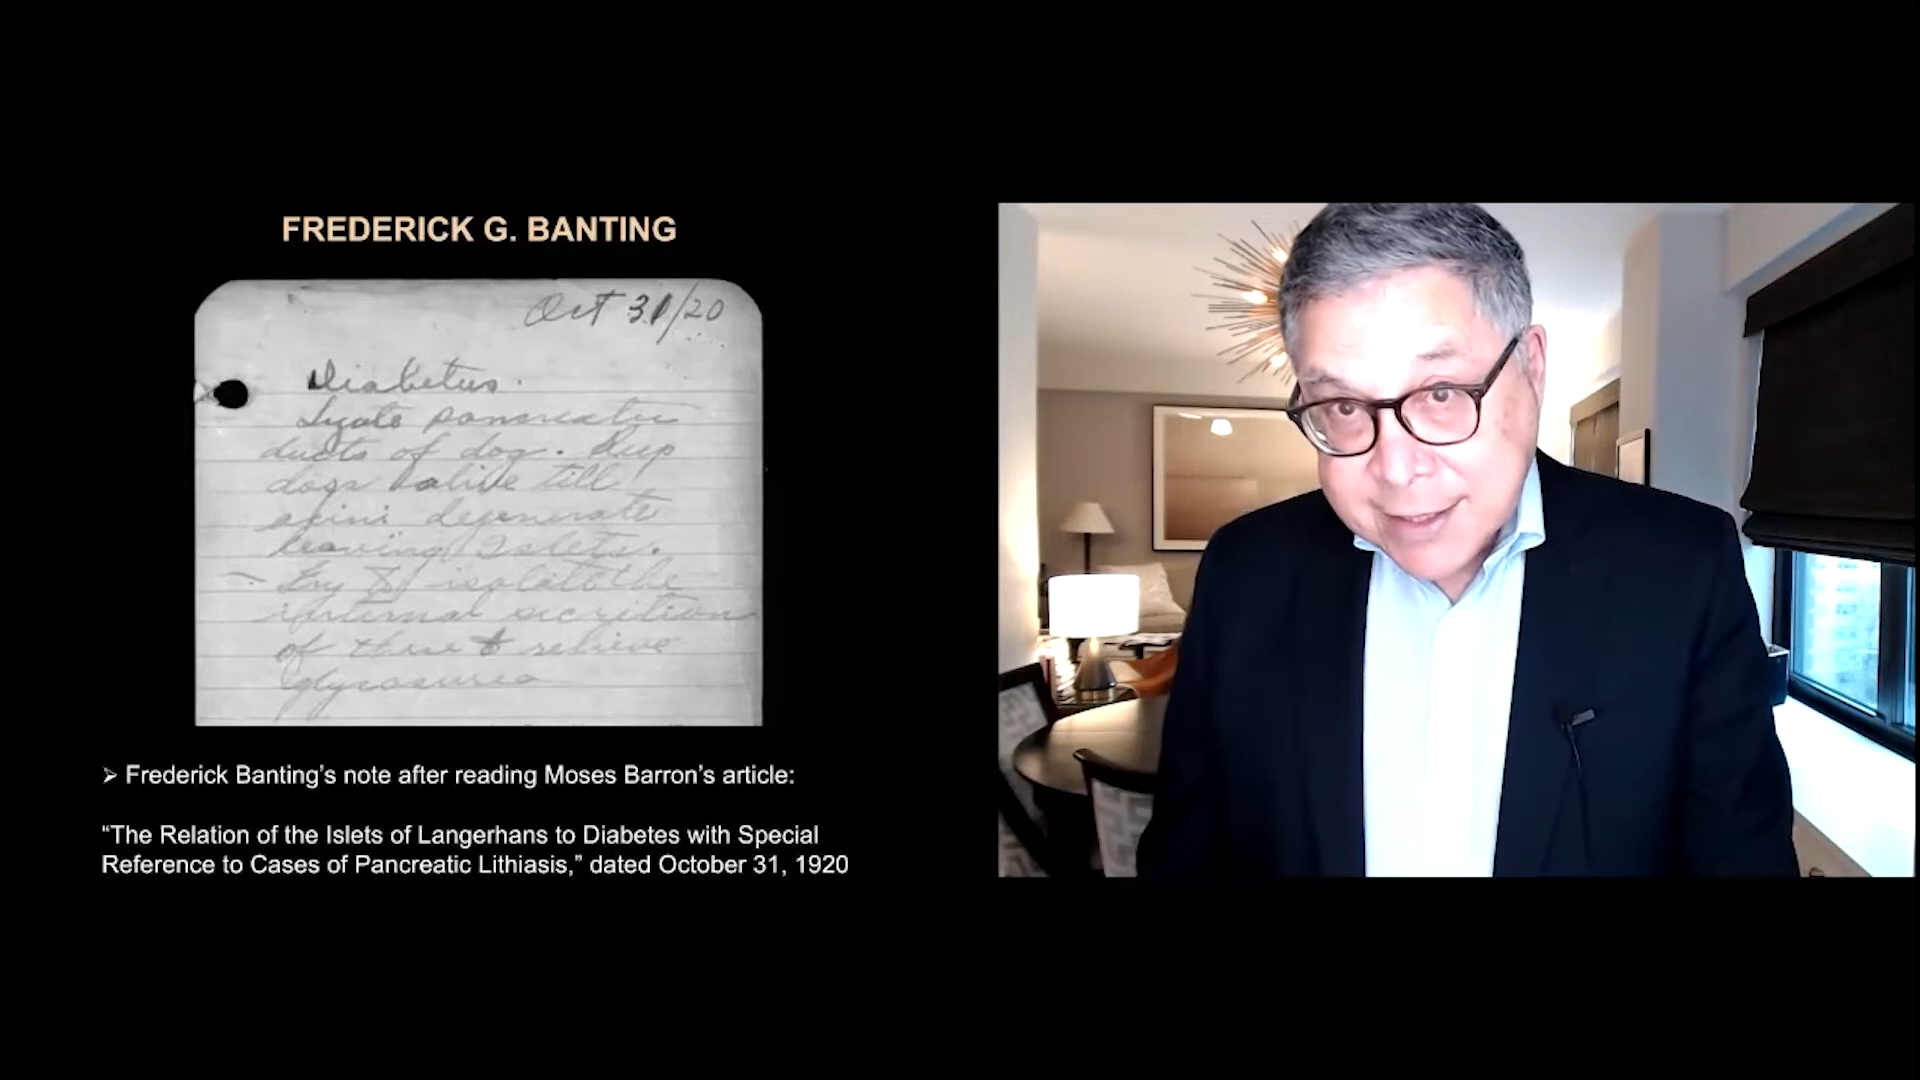 FREDERICK G. BANTING
Oct 31/20
Diabetus.
Ligate pancreatic
ducts of dog. Keep
dogs alive till
acini degenerate
leaving Islets.
Try to isolate the
internal secretion
of these to relieve
glycosurea
➢ Frederick Banting’s note after reading Moses Barron’s article:
“The Relation of the Islets of Langerhans to Diabetes with Special
Reference to Cases of Pancreatic Lithiasis,” dated October 31, 1920